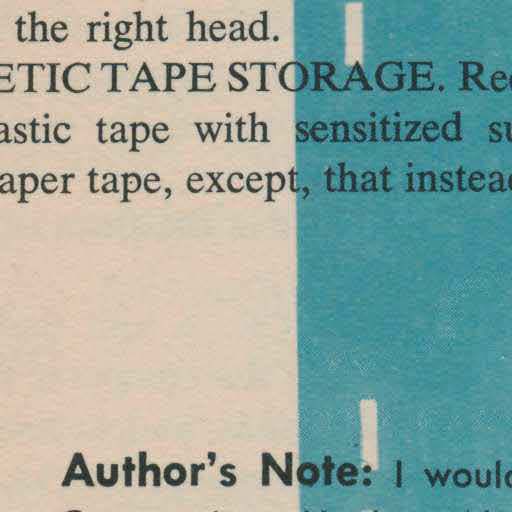 the right head.
ETIC TAPE STORAGE. Rec
astic tape with sensitized su
aper tape, except, that instead
Author's Note: I would